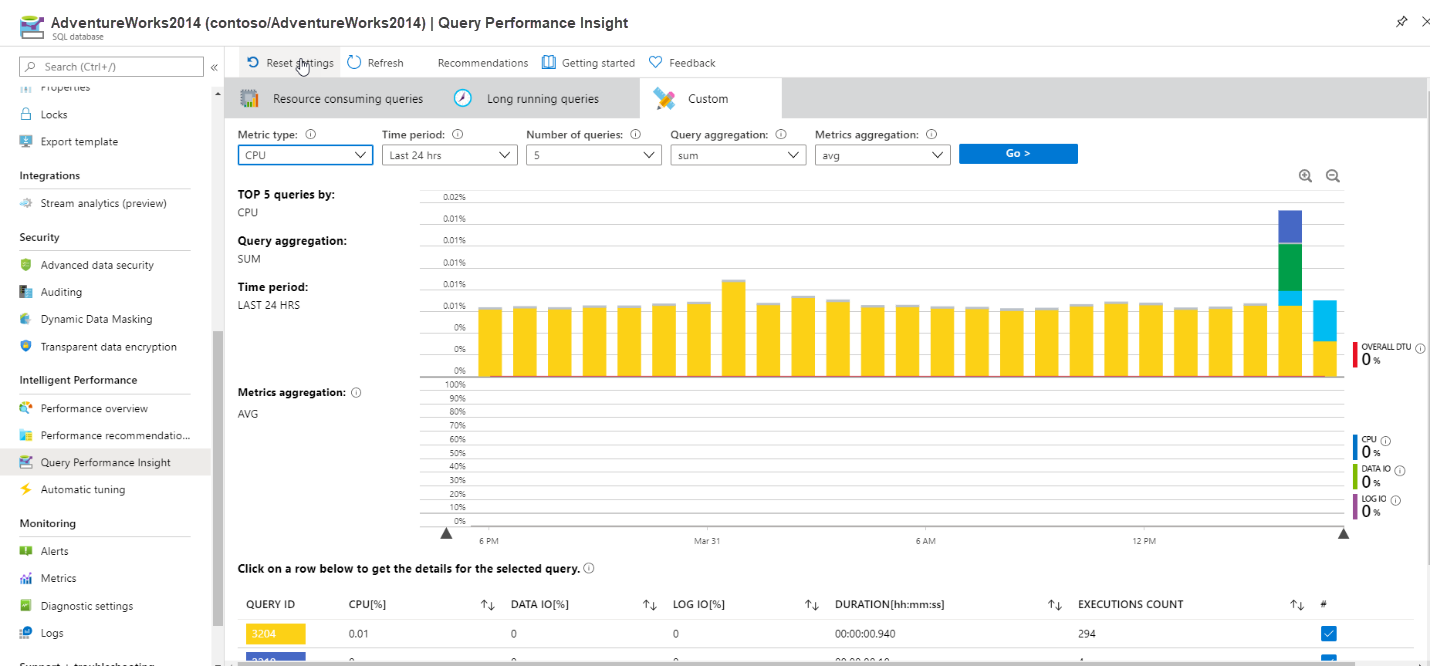 AdventureWorks2014 (contoso/AdventureWorks2014) | Query Performance Insight
SQL database
Search (Ctrl+/)
«
Properties
Locks
Export template
Integrations
Stream analytics (preview)
Security
Advanced data security
Auditing
Dynamic Data Masking
Transparent data encryption
Intelligent Performance
Performance overview
Performance recommendatio...
Query Performance Insight
Automatic tuning
Monitoring
Alerts
Metrics
Diagnostic settings
Logs
Support + troubleshooting
Reset settings Refresh Recommendations Getting started Feedback
Resource consuming queries Long running queries Custom
Metric type: Time period: Number of queries: Query aggregation: Metrics aggregation:
CPU Last 24 hrs 5 sum avg Go >
TOP 5 queries by:
CPU
Query aggregation:
SUM
Time period:
LAST 24 HRS
0.02%
0.01%
0.01%
0.01%
0.01%
0.01%
0%
0%
0%
OVERALL DTU
0 %
Metrics aggregation:
AVG
100%
90%
80%
70%
60%
50%
40%
30%
20%
10%
0%
CPU
0 %
DATA IO
0 %
LOG IO
0 %
6 PM Mar 31 6 AM 12 PM
Click on a row below to get the details for the selected query.
QUERY ID CPU[%] DATA IO[%] LOG IO[%] DURATION[hh:mm:ss] EXECUTIONS COUNT #
3204 0.01 0 0 00:00:00.940 294